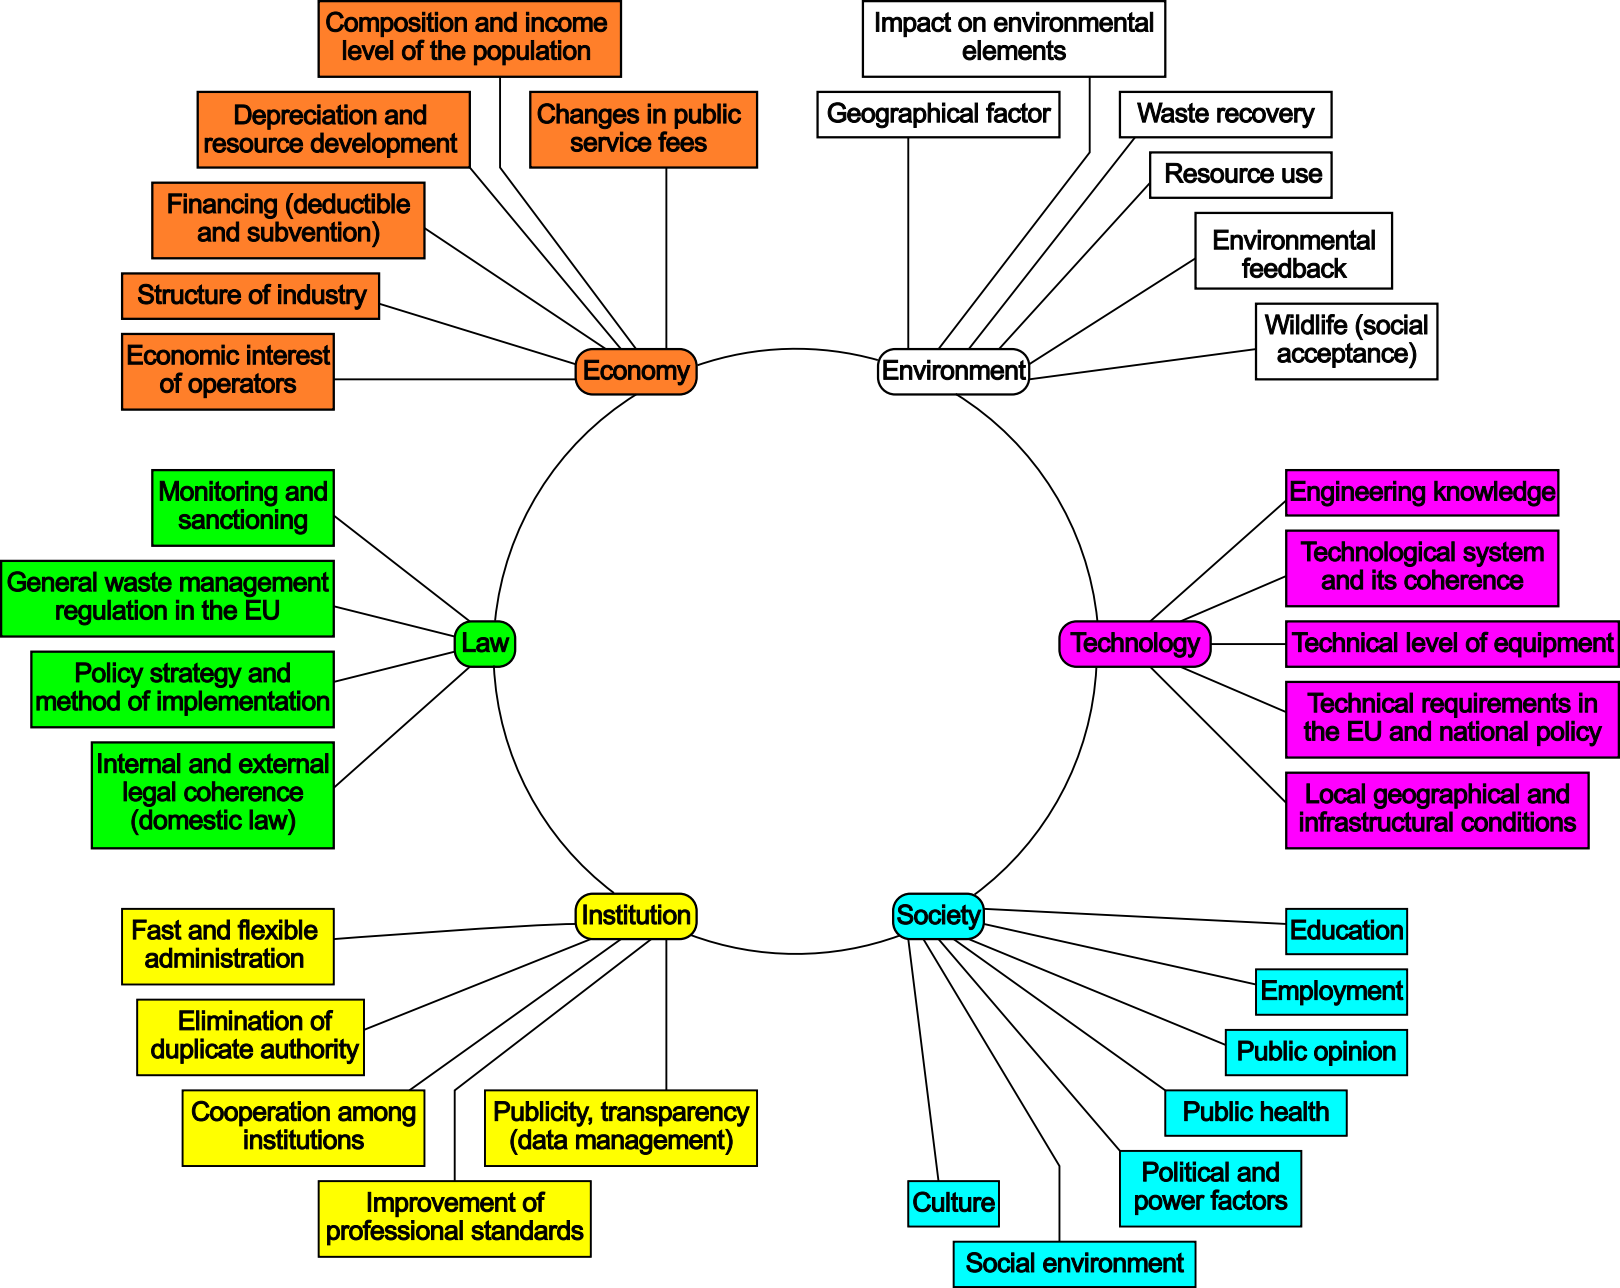 Composition and income
level of the population
Impact on environmental
elements
Depreciation and
resource development
Changes in public
service fees
Geographical factor
Waste recovery
Resource use
Financing (deductible
and subvention)
Environmental
feedback
Structure of industry
Wildlife (social
acceptance)
Economic interest
of operators
Economy
Environment
Monitoring and
sanctioning
Engineering knowledge
Technological system
and its coherence
General waste management
regulation in the EU
Law
Technology
Technical level of equipment
Policy strategy and
method of implementation
Technical requirements in
the EU and national policy
Internal and external
legal coherence
(domestic law)
Local geographical and
infrastructural conditions
Institution
Society
Fast and flexible
administration
Education
Employment
Elimination of
duplicate authority
Public opinion
Cooperation among
institutions
Publicity, transparency
(data management)
Public health
Political and
power factors
Improvement of
professional standards
Culture
Social environment